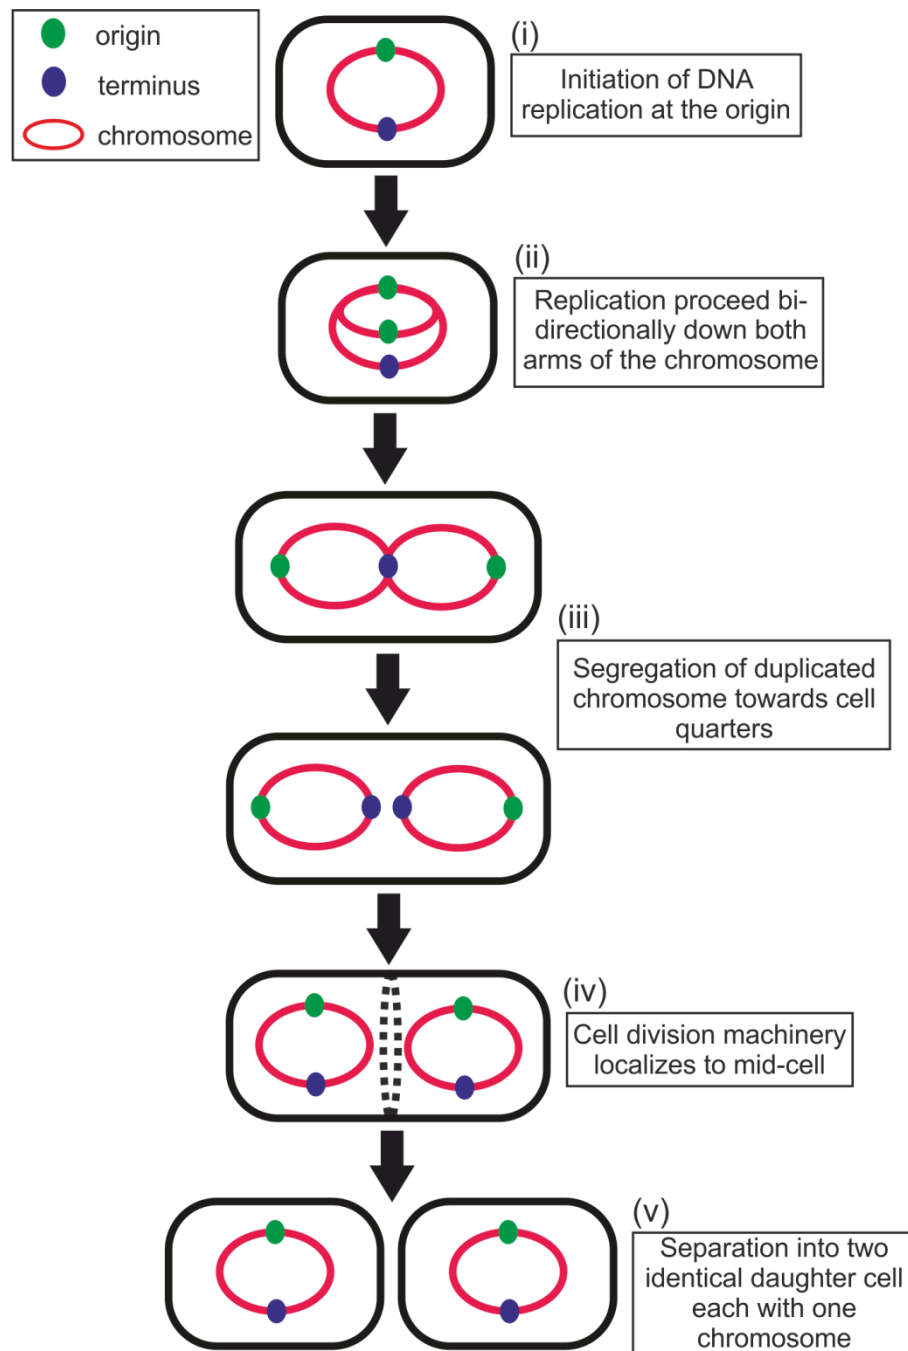 origin
terminus
chromosome
(i)
Initiation of DNA
replication at the origin
(ii)
Replication proceed bi-
directionally down both
arms of the chromosome
(iii)
Segregation of duplicated
chromosome towards cell
quarters
(iv)
Cell division machinery
localizes to mid-cell
(v)
Separation into two
identical daughter cell
each with one
chromosome